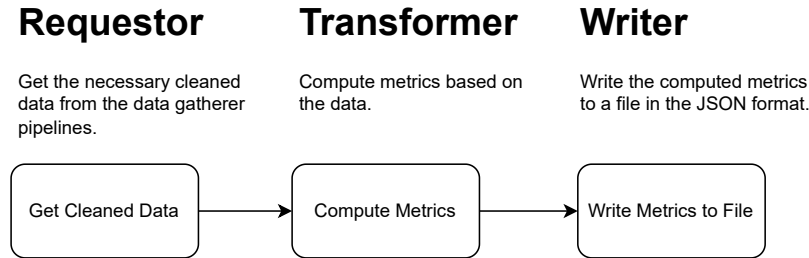 Requestor
Get the necessary cleaned
data from the data gatherer
pipelines.
Transformer
Compute metrics based on
the data.
Writer
Write the computed metrics
to a file in the JSON format.
Get Cleaned Data
Compute Metrics
Write Metrics to File